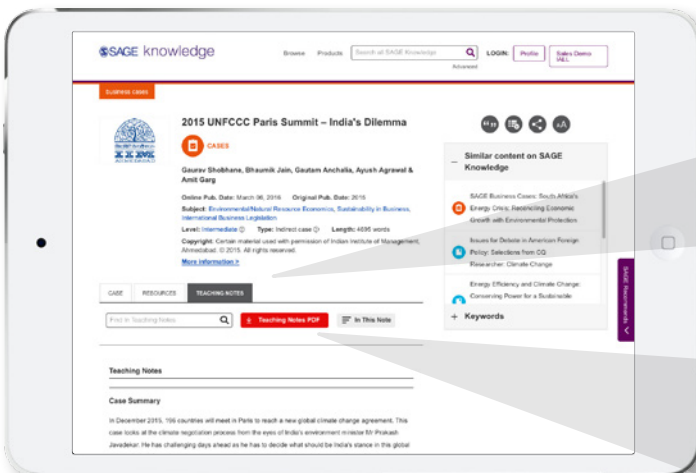 SAGE knowledge
Browse Products Search all SAGE Knowledge LOGIN: Profile Sales Demo
Advanced
business cases
2015 UNFCCC Paris Summit – India's Dilemma
CASES
Gaurav Shobhane, Bhaumik Jain, Gautam Anchalia, Ayush Agrawal &
Amit Garg
Online Pub. Date: March 06, 2016 Original Pub. Date: 2015
Subject: Environmental/Natural Resource Economics, Sustainability in Business,
International Business Legislation
Level: Intermediate Type: Indirect case Length: 4695 words
Copyright: Certain material used with permission of Indian Institute of Management,
Ahmedabad. © 2015. All rights reserved.
More information >
CASE RESOURCES TEACHING NOTES
Find in Teaching Notes Teaching Notes PDF In This Note
Teaching Notes
Case Summary
In December 2015, 196 countries will meet in Paris to reach a new global climate change agreement. This
case looks at the climate negotiation process from the eyes of India's environment minister Mr Prakash
Javadekar. He has challenging days ahead as he has to decide what should be India's stance in this global
Similar content on SAGE
Knowledge
SAGE Business Cases: South Africa's
Energy Crisis: Reconciling Economic
Growth with Environmental Protection
Issues for Debate in American Foreign
Policy: Selections from CQ
Researcher: Climate Change
Energy Efficiency and Climate Change:
Conserving Power for a Sustainable
Keywords
SAGE Recommends